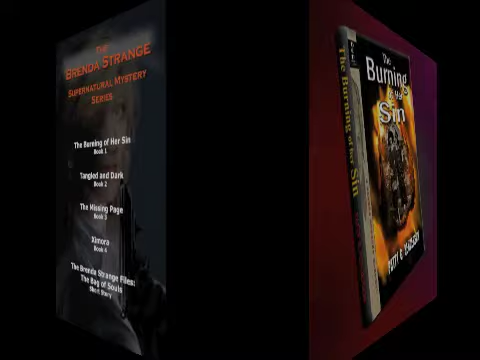 The
Brenda Strange
Supernatural Mystery
Series
The Burning of Her Sin
Book 1
Tangled and Dark
Book 2
The Missing Page
Book 3
Ximora
Book 4
The Brenda Strange Files:
The Bag of Souls
Short Story
The Burning of Her Sin
The
Burning
of Her
Sin